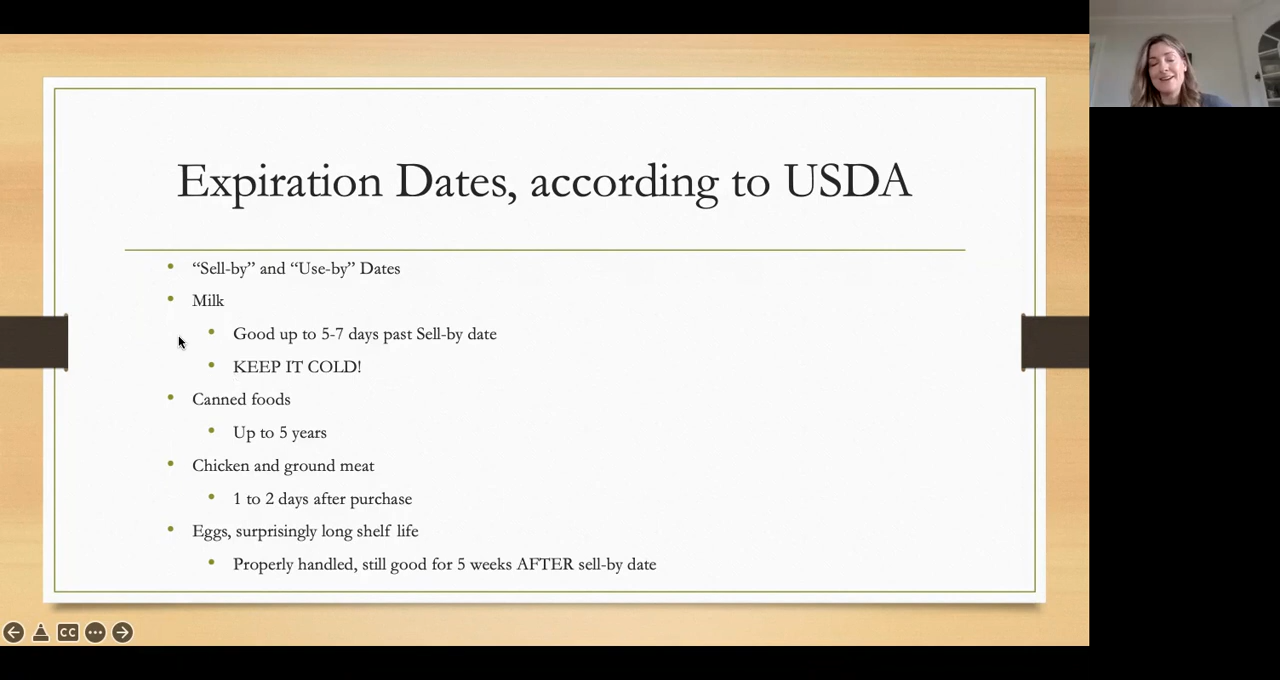 Expiration Dates, according to USDA
• “Sell-by” and “Use-by” Dates
• Milk
• Good up to 5-7 days past Sell-by date
• KEEP IT COLD!
• Canned foods
• Up to 5 years
• Chicken and ground meat
• 1 to 2 days after purchase
• Eggs, surprisingly long shelf life
• Properly handled, still good for 5 weeks AFTER sell-by date
CC